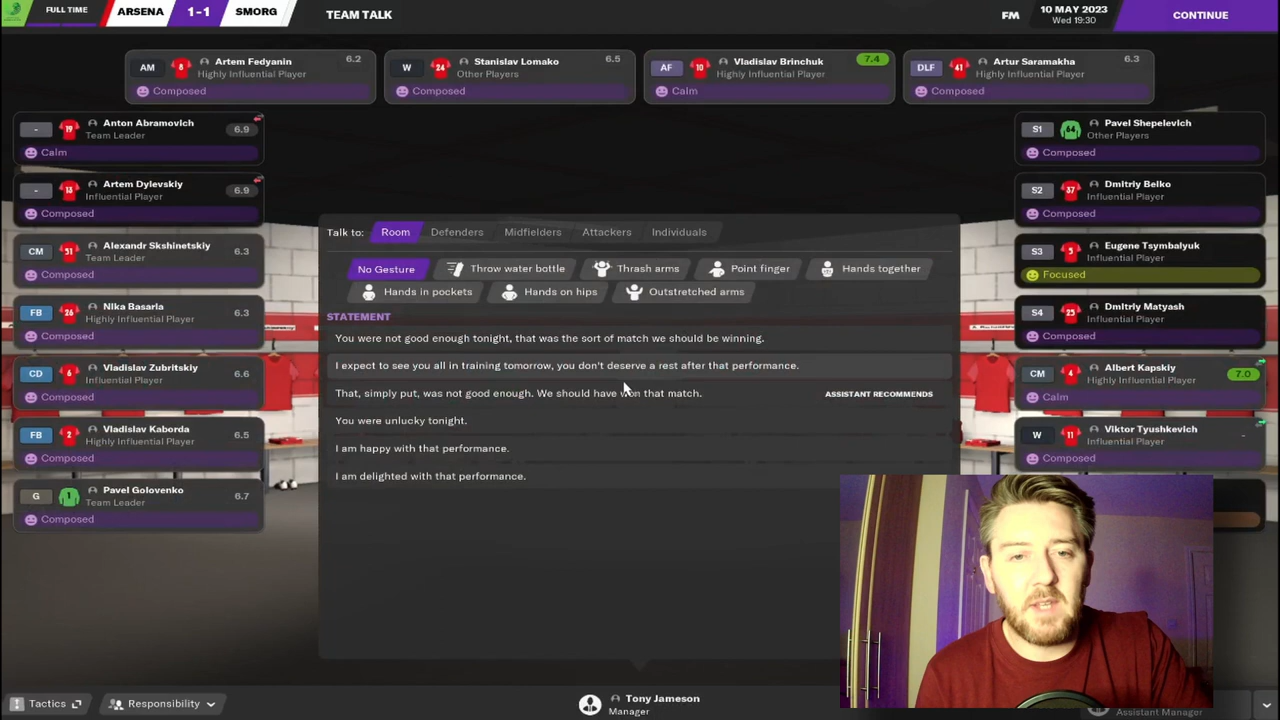 FULL TIME
ARSENA 1-1 SMORG
TEAM TALK
FM
10 MAY 2023
Wed 19:30
CONTINUE
AM 8 Artem Fedyanin 6.2
Highly Influential Player
Composed
W 24 Stanislav Lomako 6.5
Other Players
Composed
AF 10 Vladislav Brinchuk 7.4
Highly Influential Player
Calm
DLF 41 Artur Saramakha 6.3
Highly Influential Player
Composed
- 19 Anton Abramovich 6.9
Team Leader
Calm
- 13 Artem Dylevskiy 6.9
Influential Player
Composed
CM 51 Alexandr Skshinetskiy 6.3
Team Leader
Composed
FB 26 Nika Basaria 6.3
Highly Influential Player
Composed
CD 6 Vladislav Zubritskiy 6.6
Influential Player
Composed
FB 2 Vladislav Kaborda 6.5
Highly Influential Player
Composed
G 1 Pavel Golovenko 6.7
Team Leader
Composed
Talk to: Room Defenders Midfielders Attackers Individuals
No Gesture Throw water bottle Thrash arms Point finger Hands together
Hands in pockets Hands on hips Outstretched arms
STATEMENT
You were not good enough tonight, that was the sort of match we should be winning.
I expect to see you all in training tomorrow, you don't deserve a rest after that performance.
That, simply put, was not good enough. We should have won that match. ASSISTANT RECOMMENDS
You were unlucky tonight.
I am happy with that performance.
I am delighted with that performance.
S1 Pavel Shepelevich
Other Players
Composed
S2 37 Dmitriy Belko
Influential Player
Composed
S3 5 Eugene Tsymbalyuk
Influential Player
Focused
S4 25 Dmitriy Matyash
Influential Player
Composed
CM 4 Albert Kapskiy 7.0
Highly Influential Player
Calm
W 11 Viktor Tyushkevich -
Influential Player
Composed
Tactics
Responsibility
Tony Jameson
Manager
Assistant Manager